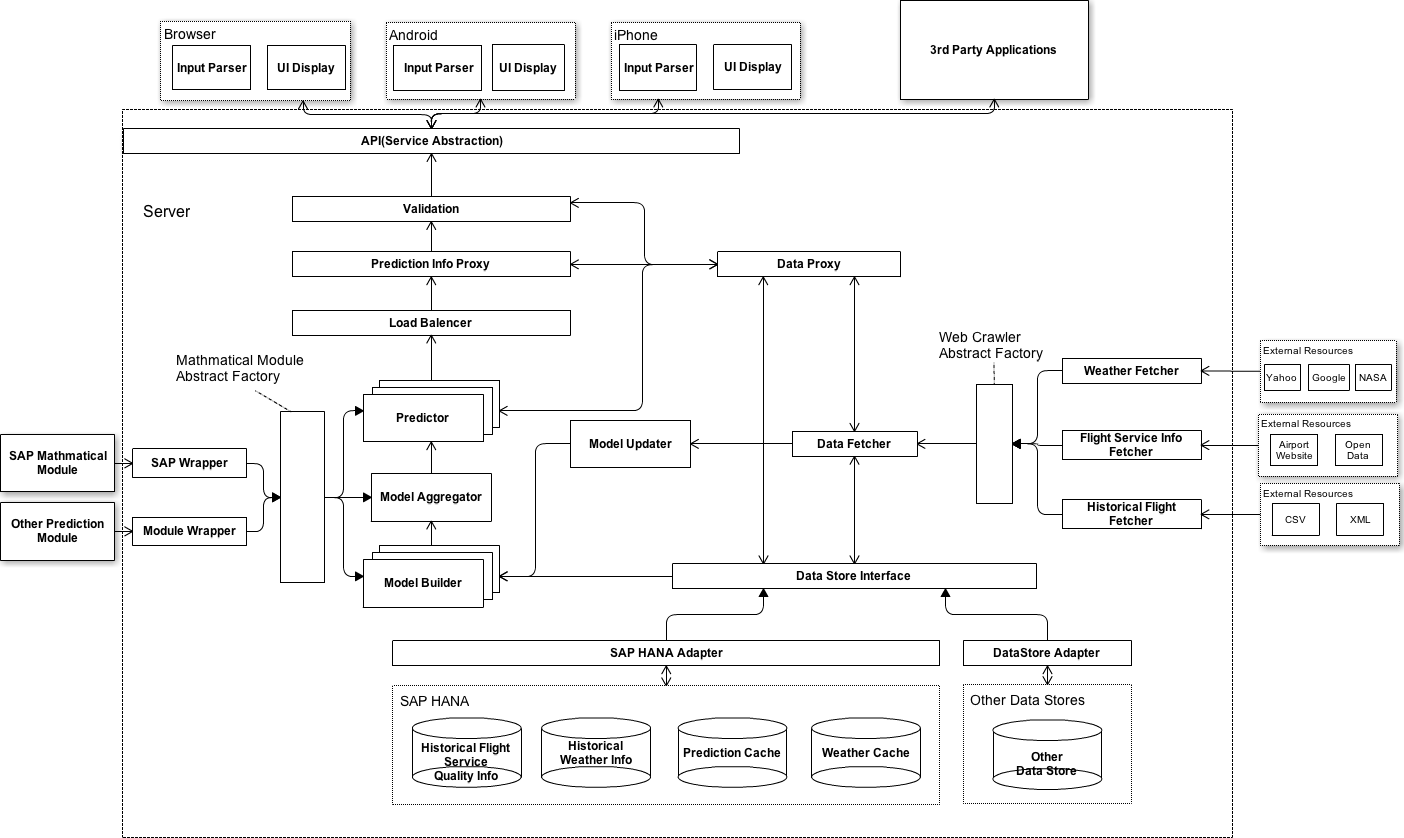 Browser
Input Parser
UI Display
Android
Input Parser
UI Display
iPhone
Input Parser
UI Display
3rd Party Applications
API(Service Abstraction)
Server
Validation
Prediction Info Proxy
Data Proxy
Load Balencer
Mathmatical Module
Abstract Factory
Web Crawler
Abstract Factory
Weather Fetcher
External Resources
Yahoo
Google
NASA
Predictor
Model Updater
Data Fetcher
Flight Service Info
Fetcher
External Resources
Airport
Website
Open
Data
SAP Mathmatical
Module
SAP Wrapper
Model Aggregator
Historical Flight
Fetcher
External Resources
CSV
XML
Other Prediction
Module
Module Wrapper
Model Builder
Data Store Interface
SAP HANA Adapter
DataStore Adapter
SAP HANA
Historical Flight
Service
Quality Info
Historical
Weather Info
Prediction Cache
Weather Cache
Other Data Stores
Other
Data Store